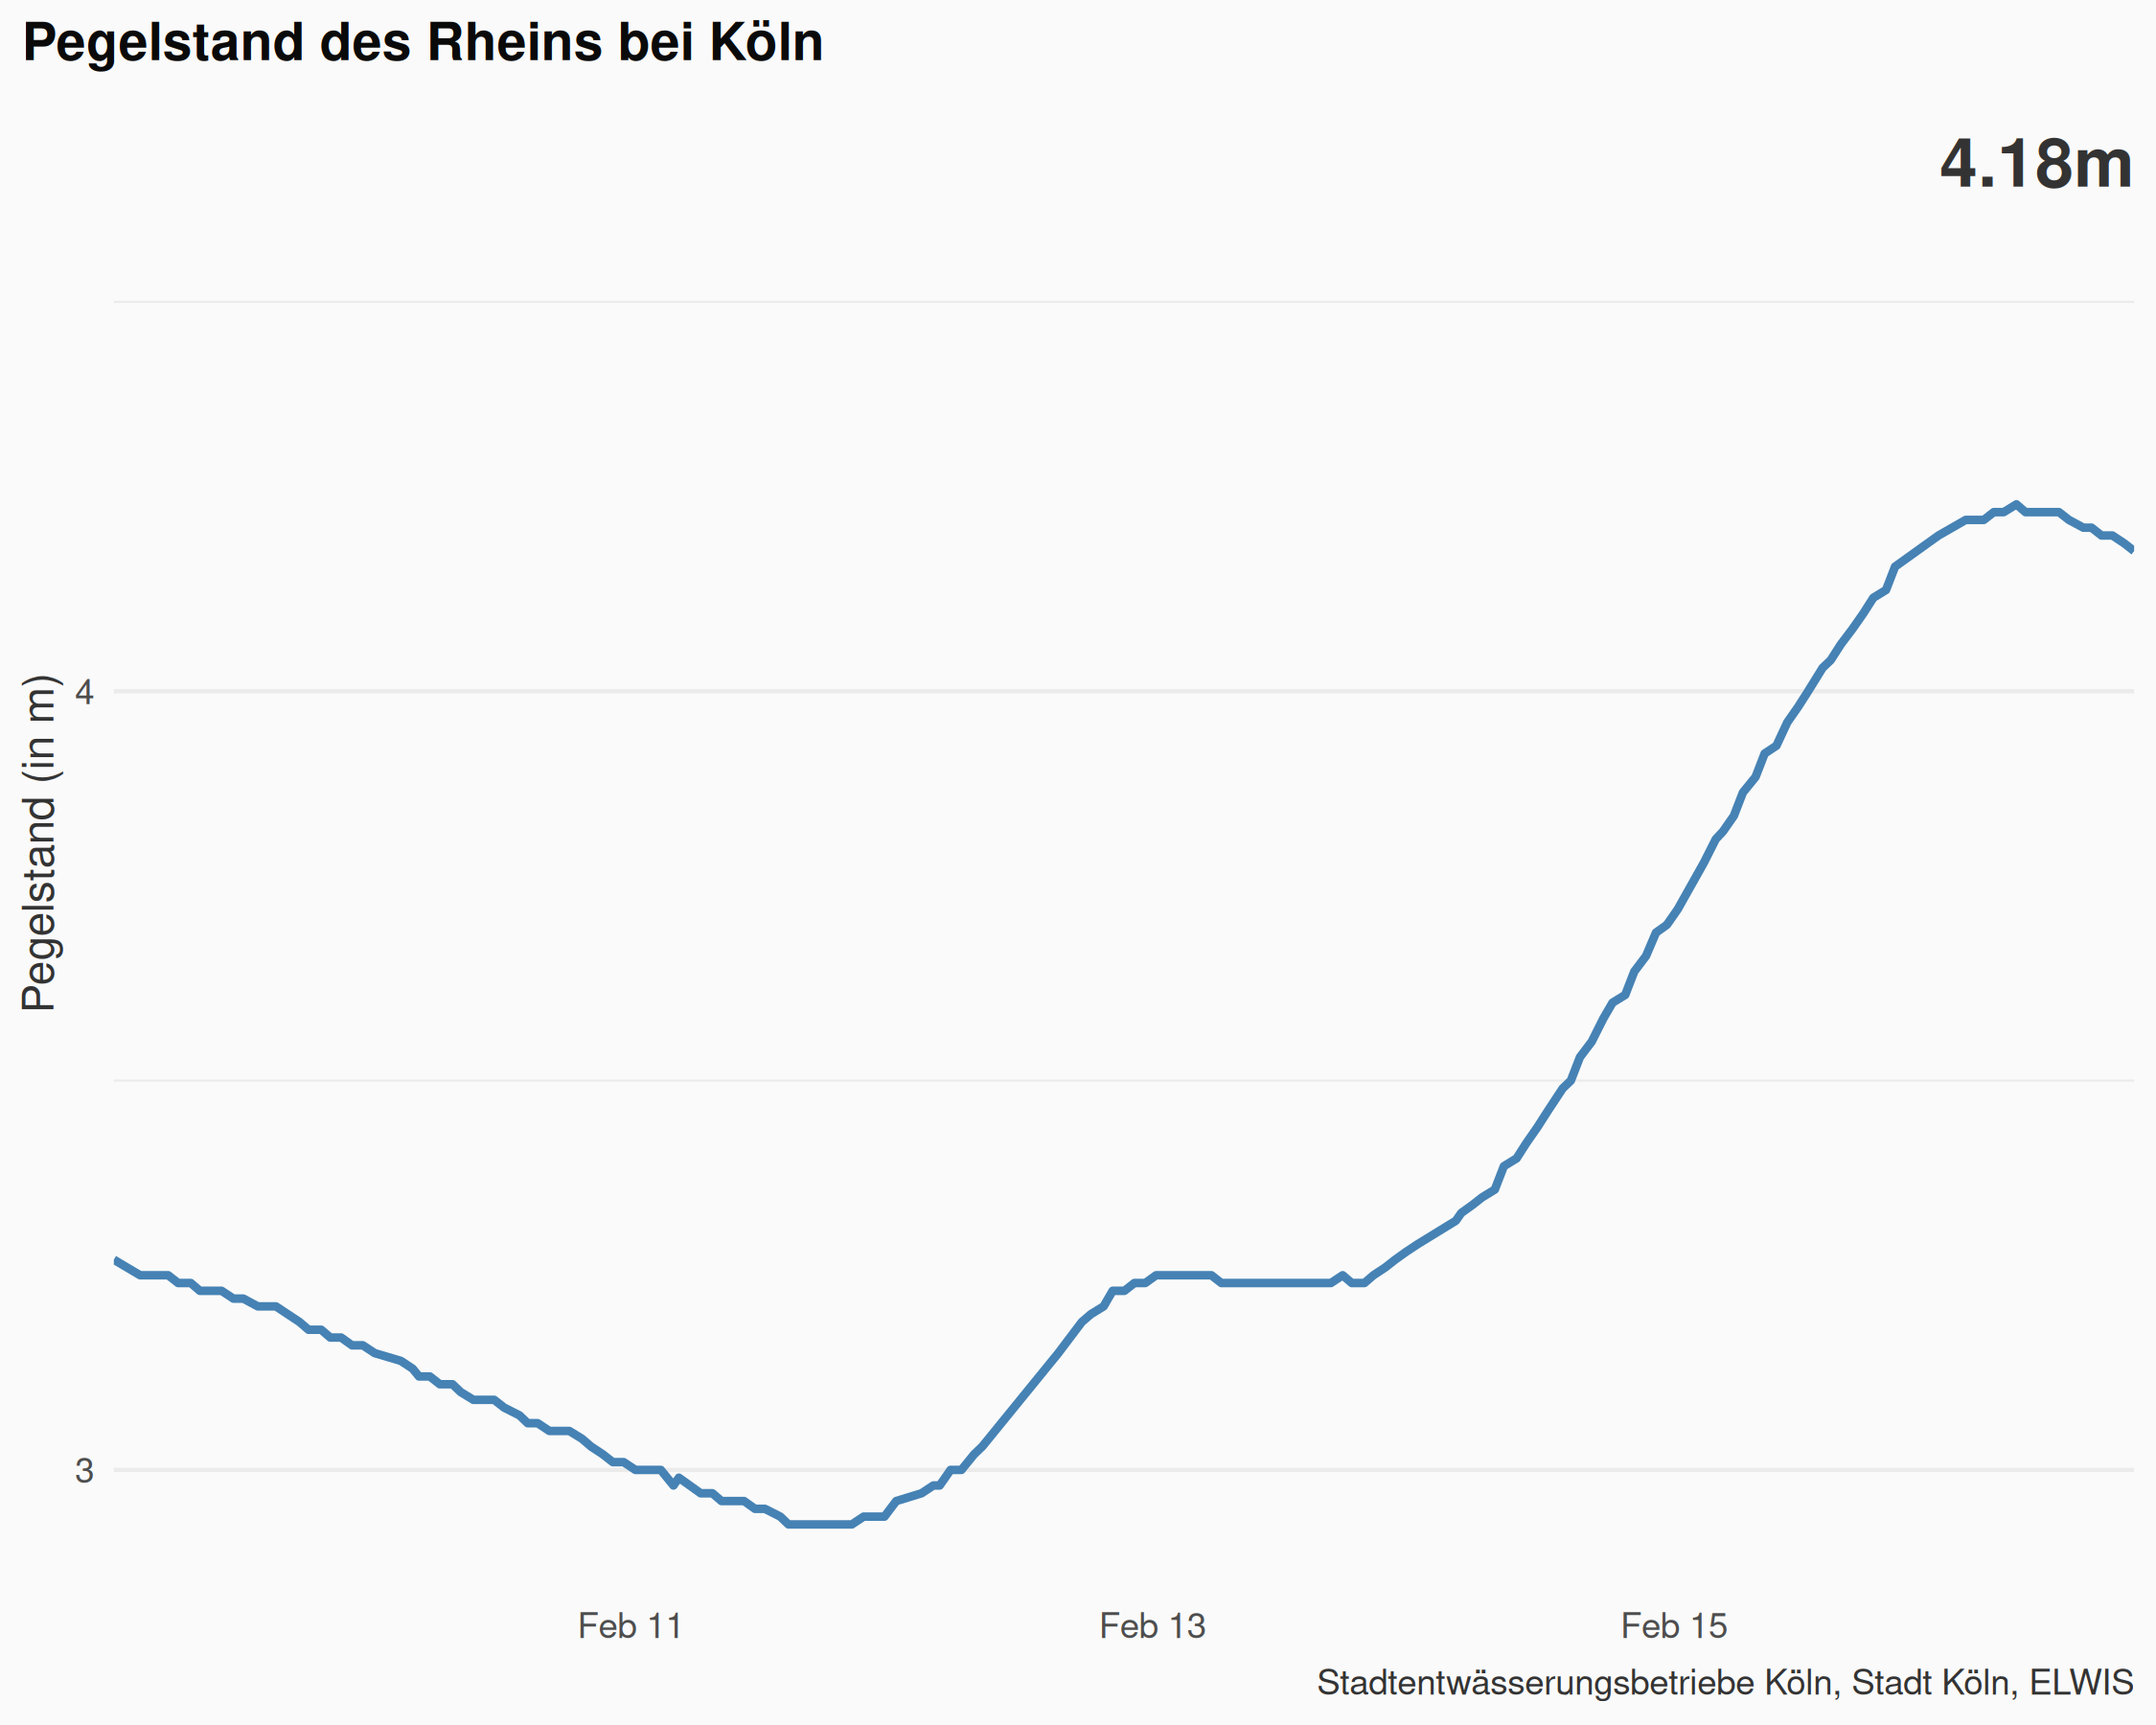 Pegelstand des Rheins bei Köln
4.18m
Pegelstand (in m)
4
3
Feb 11
Feb 13
Feb 15
Stadtentwässerungsbetriebe Köln, Stadt Köln, ELWIS